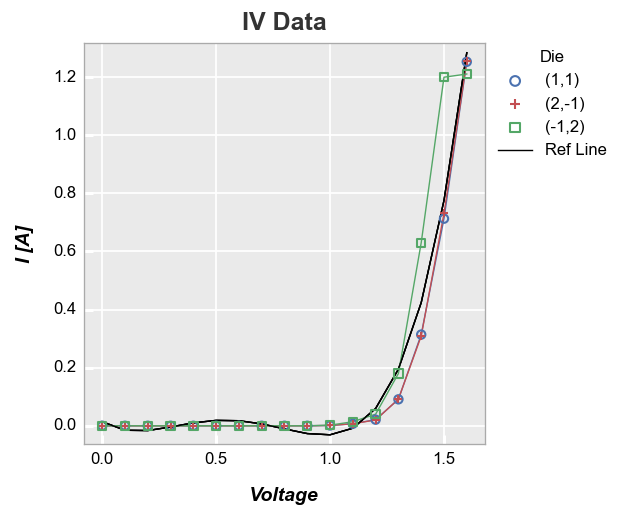 IV Data
Die
(1,1)
(2,-1)
(-1,2)
Ref Line
I [A]
1.2
1.0
0.8
0.6
0.4
0.2
0.0
0.0 0.5 1.0 1.5
Voltage